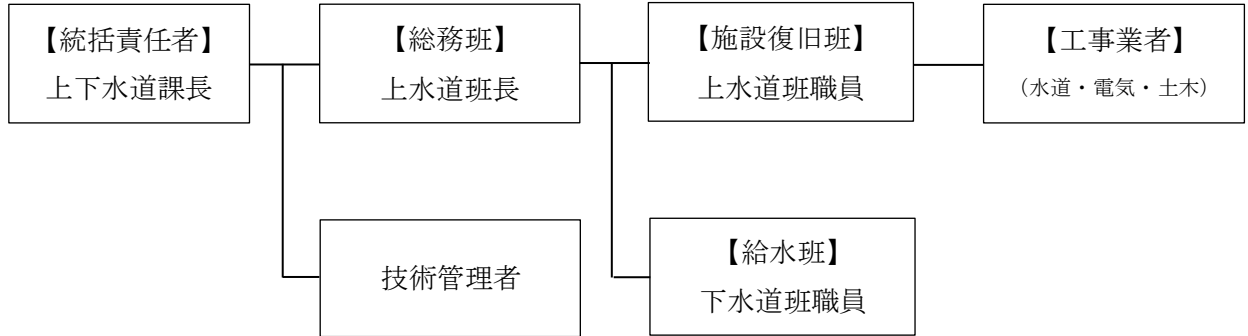 【統括責任者】
上下水道課長
【総務班】
上水道班長
【施設復旧班】
上水道班職員
【工事業者】
（水道・電気・土木）
技術管理者
【給水班】
下水道班職員